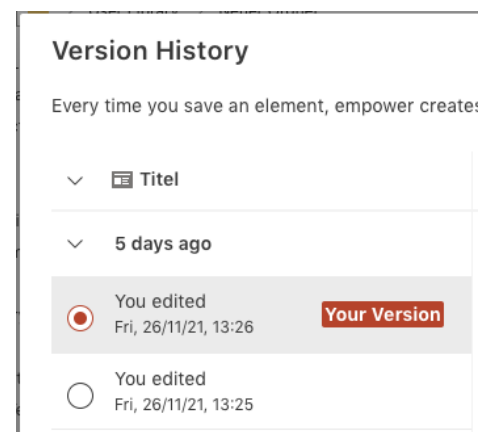 Version History
Every time you save an element, empower creates
Titel
5 days ago
You edited
Fri, 26/11/21, 13:26
Your Version
You edited
Fri, 26/11/21, 13:25